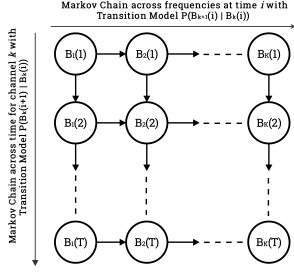 Markov Chain across frequencies at time i with
Transition Model P(Bₖ₊₁(i) | Bₖ(i))
Markov Chain across time for channel k with
Transition Model P(Bₖ(i+1) | Bₖ(i))
B₁(1) B₂(1) Bₖ(1)
B₁(2) B₂(2) Bₖ(2)
B₁(T) B₂(T) Bₖ(T)